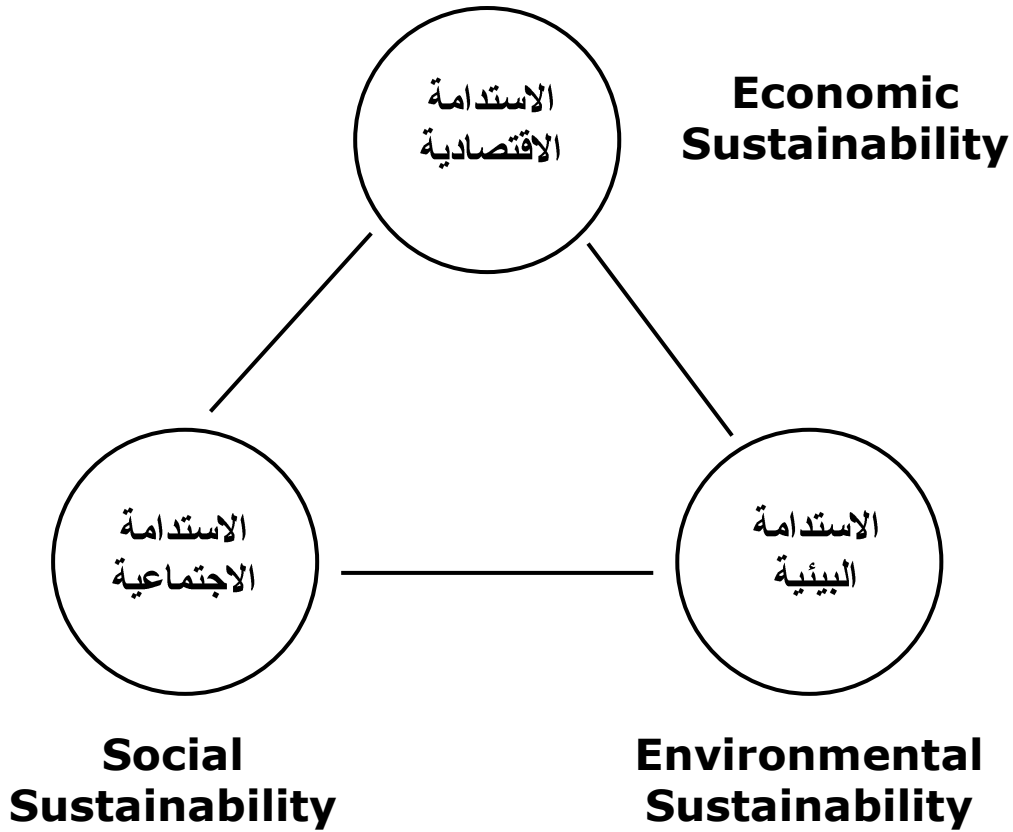 الاستدامة
الاقتصادية
Economic
Sustainability
الاستدامة
الاجتماعية
الاستدامة
البيئية
Social
Sustainability
Environmental
Sustainability